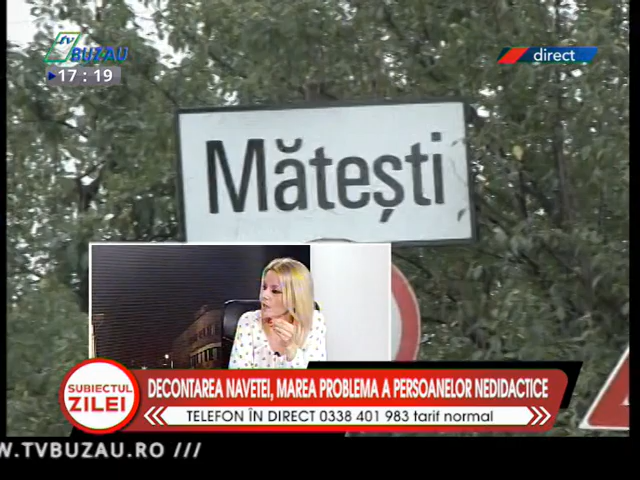 tv
BUZAU
direct
17:19
Mătești
SUBIECTUL
ZILEI
DECONTAREA NAVETEI, MAREA PROBLEMA A PERSOANELOR NEDIDACTICE
TELEFON ÎN DIRECT 0338 401 983 tarif normal
W.TVBUZAU.RO ///